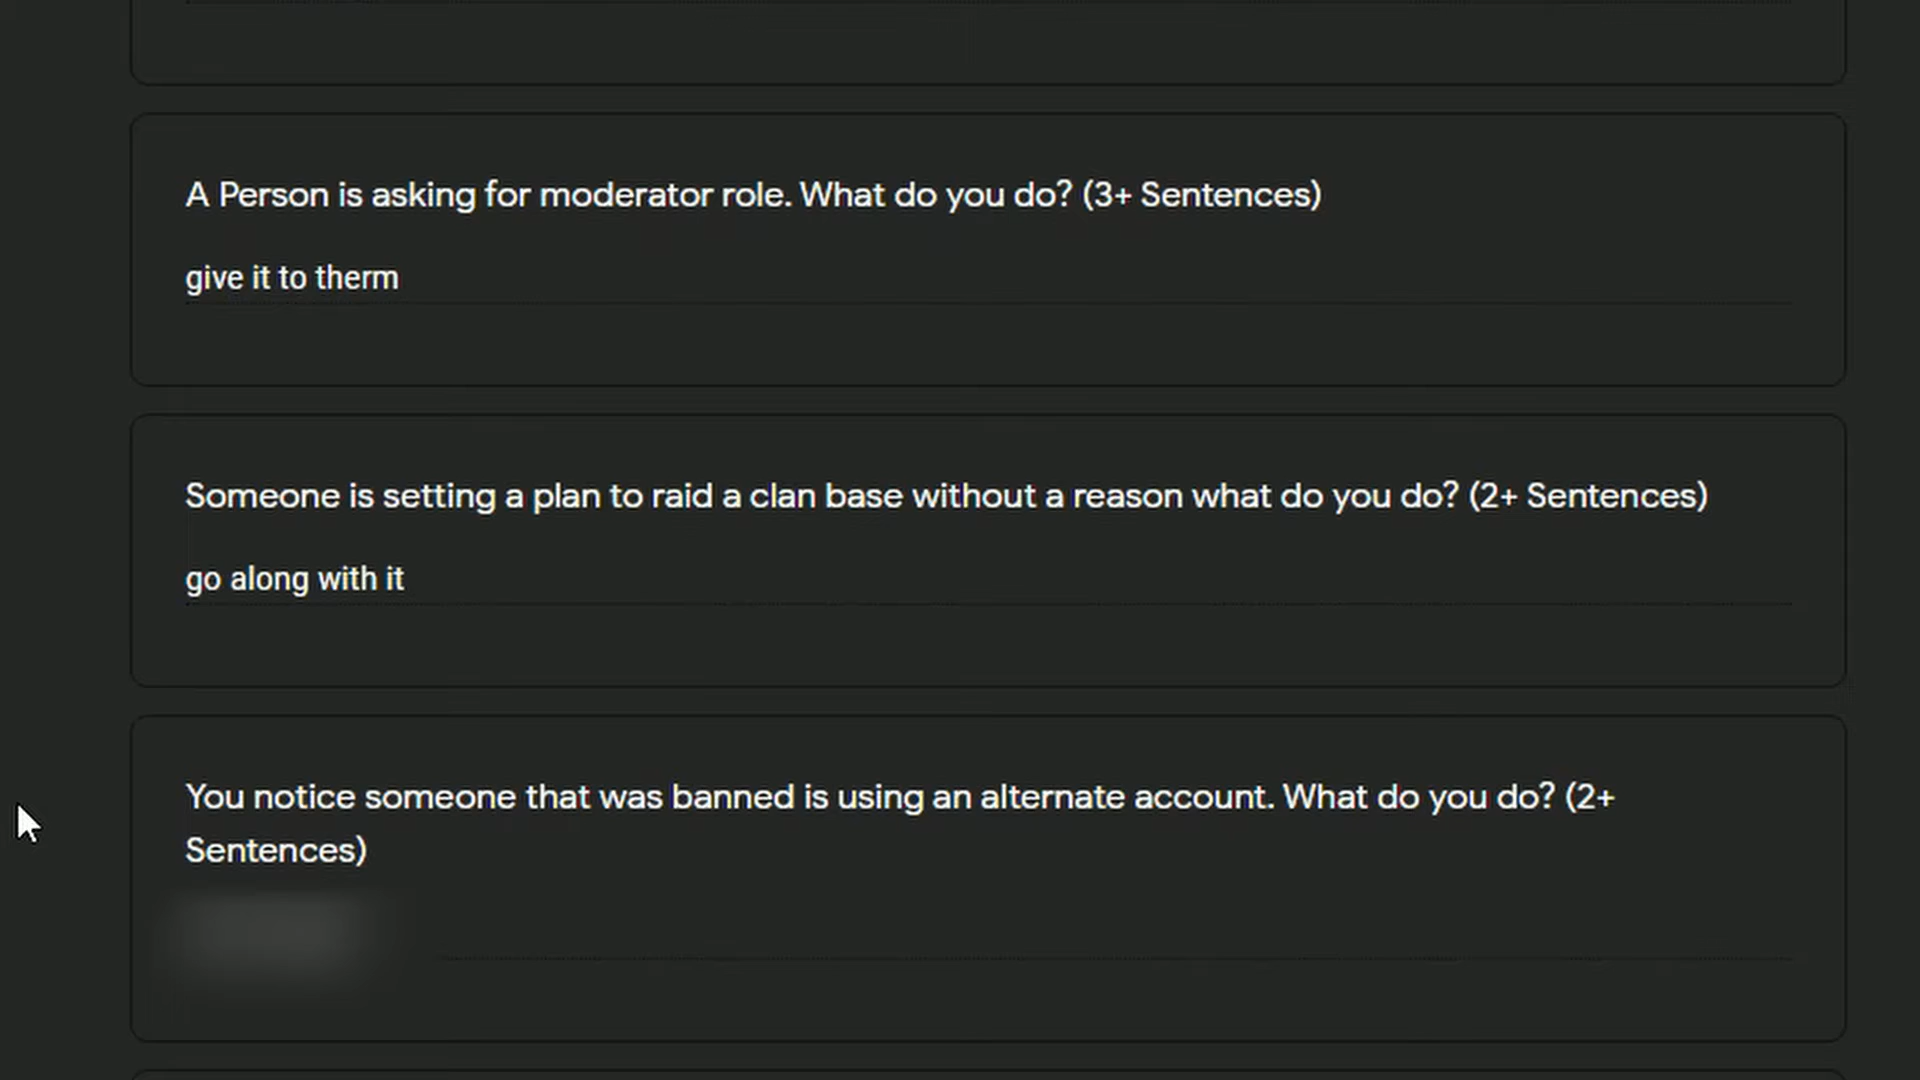 A Person is asking for moderator role. What do you do? (3+ Sentences)
give it to therm
Someone is setting a plan to raid a clan base without a reason what do you do? (2+ Sentences)
go along with it
You notice someone that was banned is using an alternate account. What do you do? (2+
Sentences)